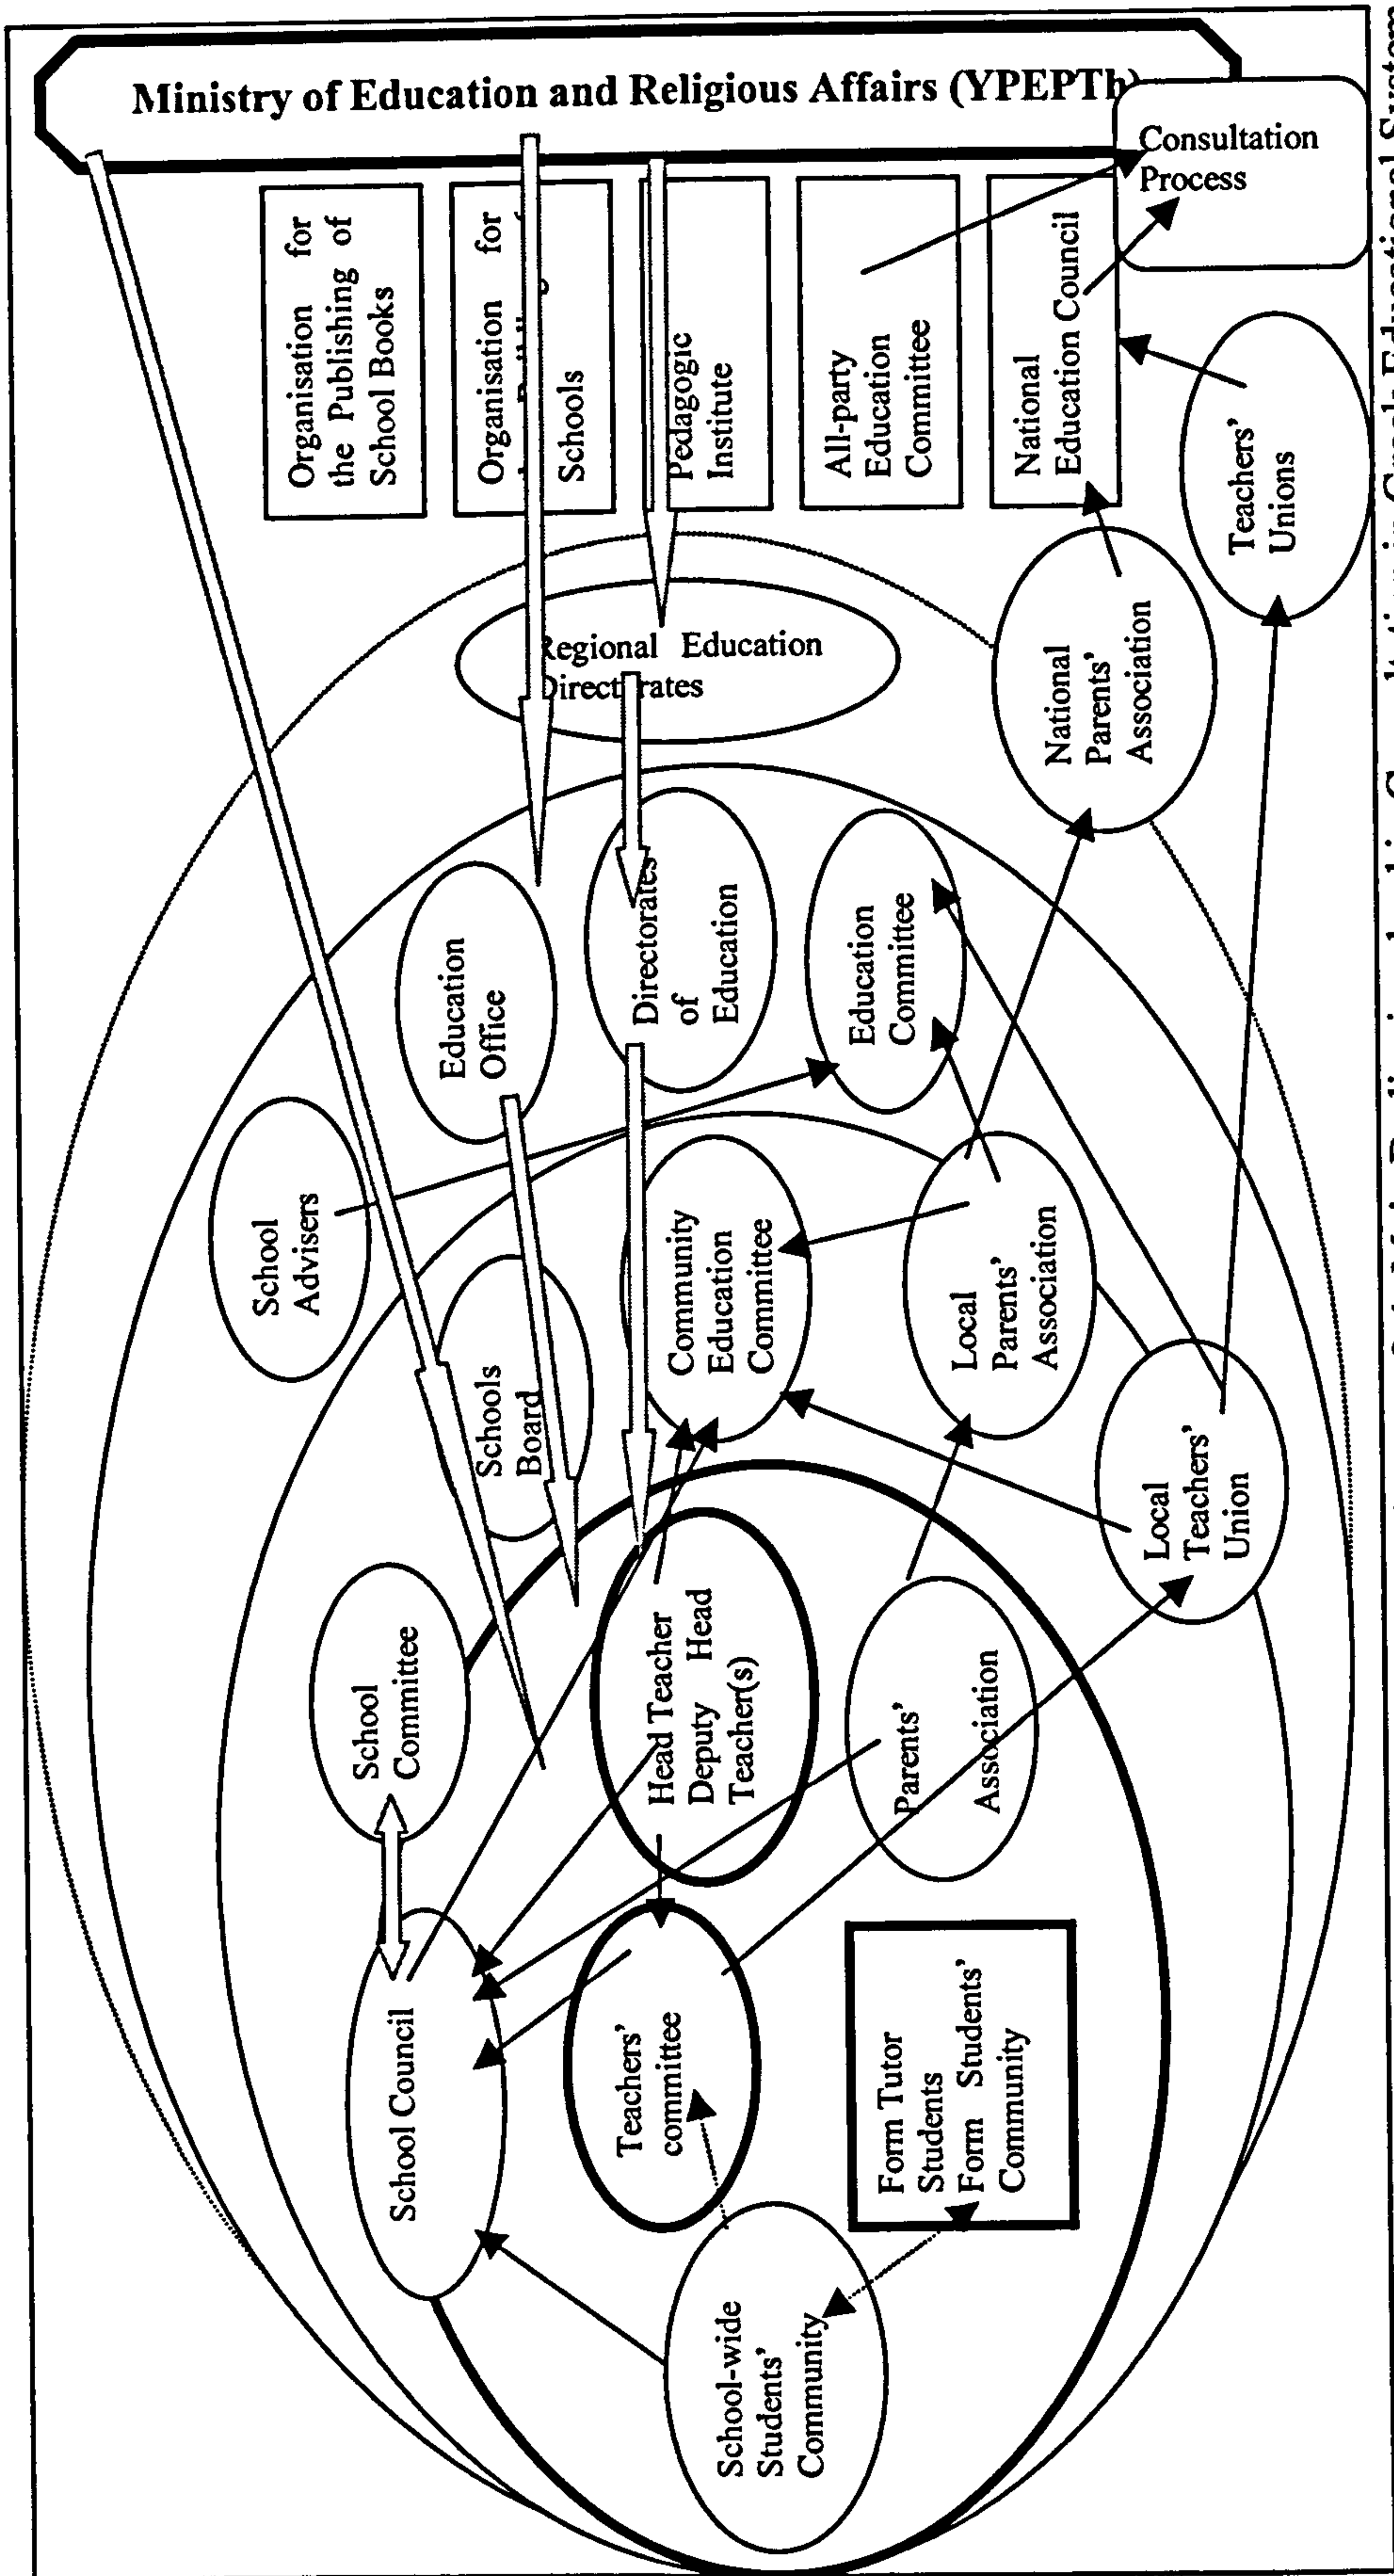 Ministry of Education and Religious Affairs (YPEPTh)
Consultation
Process
Organisation for
the Publishing of
School Books
Organisation for
Schools
Pedagogic
Institute
All-party
Education
Committee
National
Education Council
Teachers'
Unions
Regional Education
Directorates
National
Parents'
Association
Education
Office
Directorates
of
Education
Education
Committee
School
Advisers
Schools
Board
Community
Education
Committee
Local
Parents'
Association
Local
Teachers'
Union
School
Committee
Head Teacher
Deputy Head
Teacher(s)
Parents'
Association
School Council
Teachers'
committee
Form Tutor
Students
Form Students'
Community
School-wide
Students'
Community
in Greek Educational System